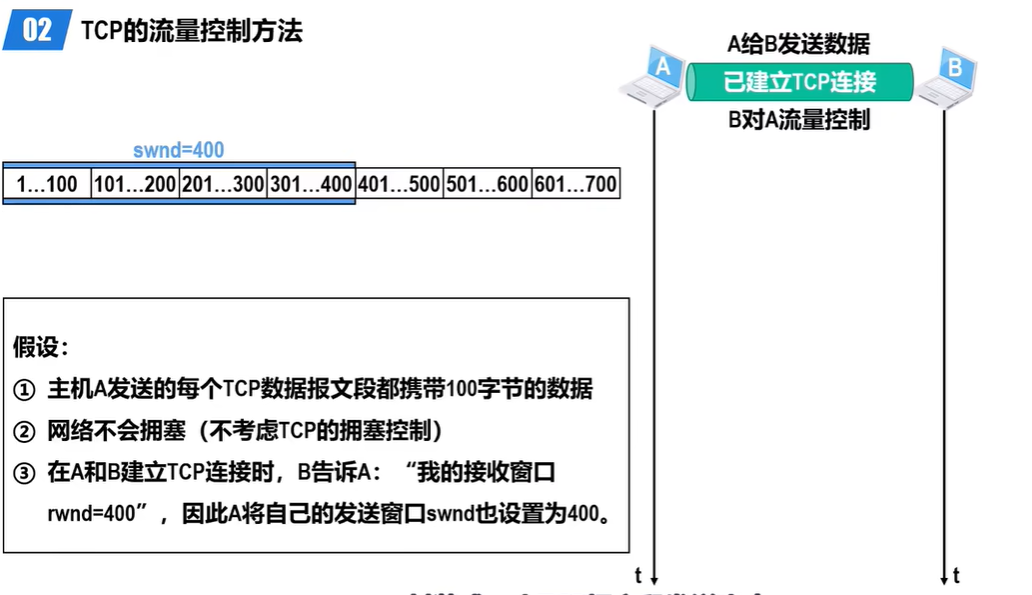 02 TCP的流量控制方法
A给B发送数据
A
已建立TCP连接
B
B对A流量控制
swnd=400
1…100 101…200 201…300 301…400 401…500 501…600 601…700
假设：
① 主机A发送的每个TCP数据报文段都携带100字节的数据
② 网络不会拥塞（不考虑TCP的拥塞控制）
③ 在A和B建立TCP连接时，B告诉A：“我的接收窗口
rwnd=400”，因此A将自己的发送窗口swnd也设置为400。
t
t